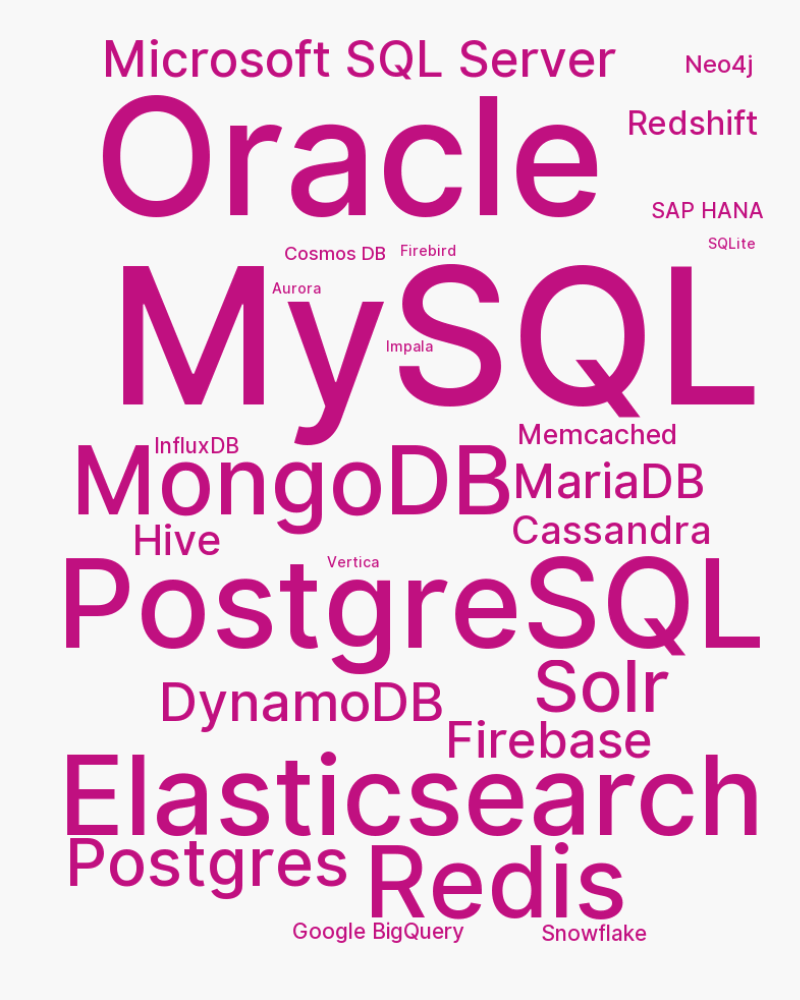 Microsoft SQL Server
Neo4j
Oracle
Redshift
SAP HANA
SQLite
Cosmos DB
Firebird
MySQL
Aurora
Impala
Memcached
InfluxDB
MongoDB
MariaDB
Hive
Cassandra
Vertica
PostgreSQL
Solr
DynamoDB
Firebase
Elasticsearch
Postgres
Redis
Google BigQuery
Snowflake